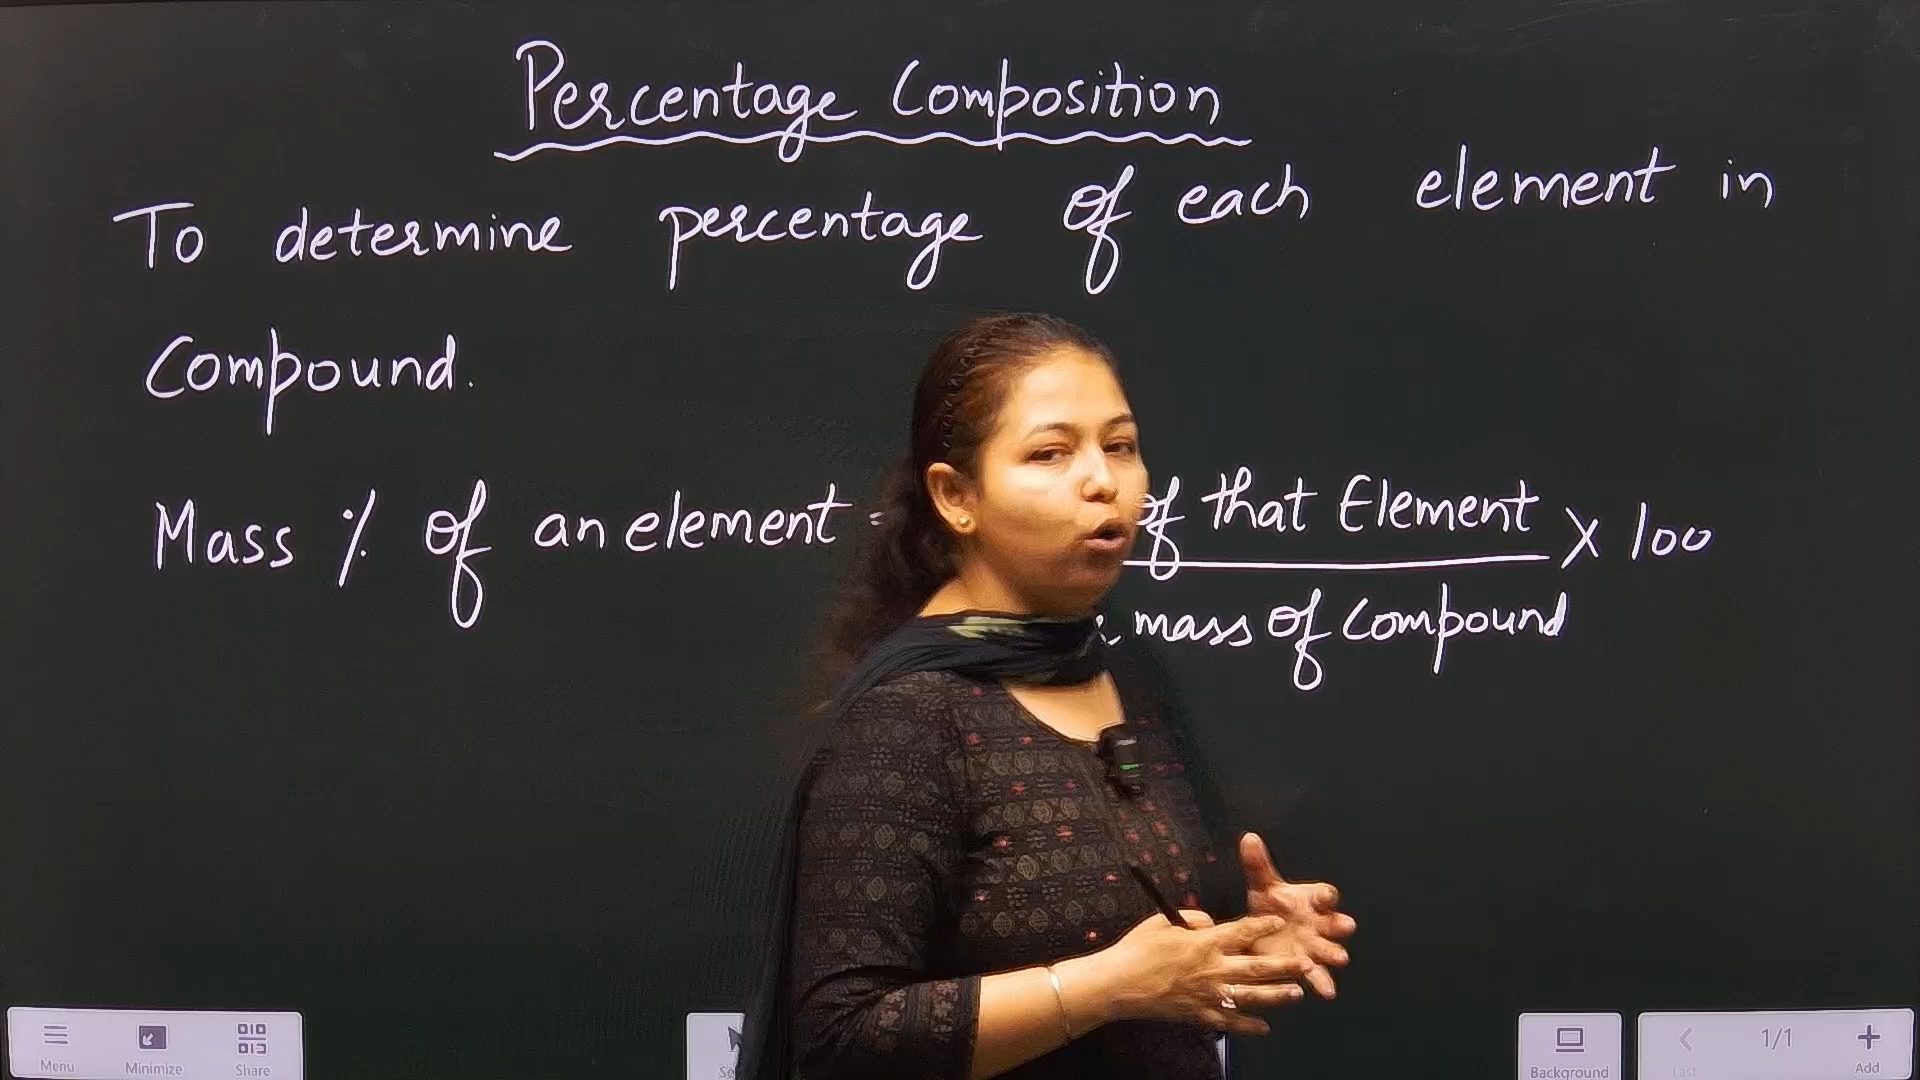 Percentage Composition
To determine percentage of each element in
Compound.
Mass % of an element = of that Element X 100
mass of Compound
Menu
Minimize
Share
Background
Last
1/1
Add